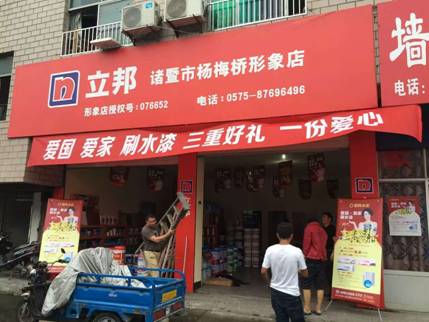 立邦 诸暨市杨梅桥形象店
形象店授权号:076652 电话:0575-87696496
爱国 爱家 刷水漆 三重好礼 一份爱心
墙
电话: